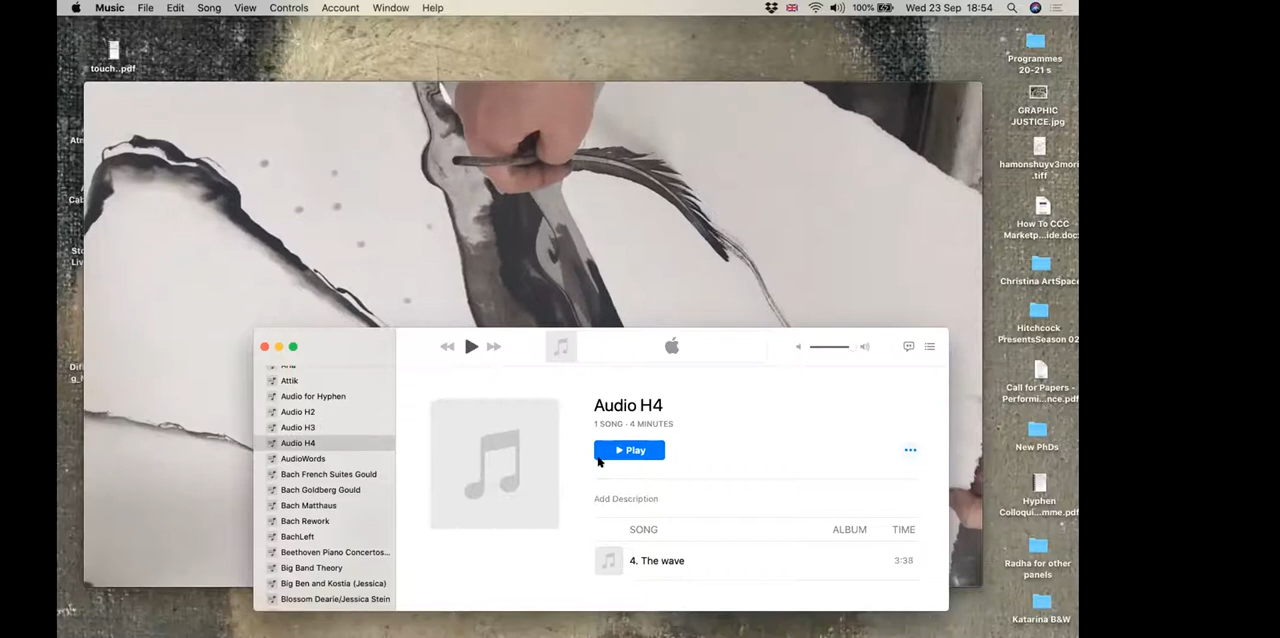 Music File Edit Song View Controls Account Window Help 100% Wed 23 Sep 18:54
touch..pdf
Programmes
20-21 s
GRAPHIC
JUSTICE.jpg
hamonshuyv3mori
.tiff
How To CCC
Marketp...ide.doc
Christina ArtSpace
Hitchcock
PresentsSeason 02
Call for Papers -
Performi...nce.pdf
New PhDs
Hyphen
Colloqui...mme.pdf
Radha for other
panels
Katarina B&W
Attik
Audio for Hyphen
Audio H2
Audio H3
Audio H4
AudioWords
Bach French Suites Gould
Bach Goldberg Gould
Bach Matthaus
Bach Rework
BachLeft
Beethoven Piano Concertos...
Big Band Theory
Big Ben and Kostia (Jessica)
Blossom Dearie/Jessica Stein
Audio H4
1 SONG · 4 MINUTES
Play
Add Description
SONG ALBUM TIME
4. The wave 3:38